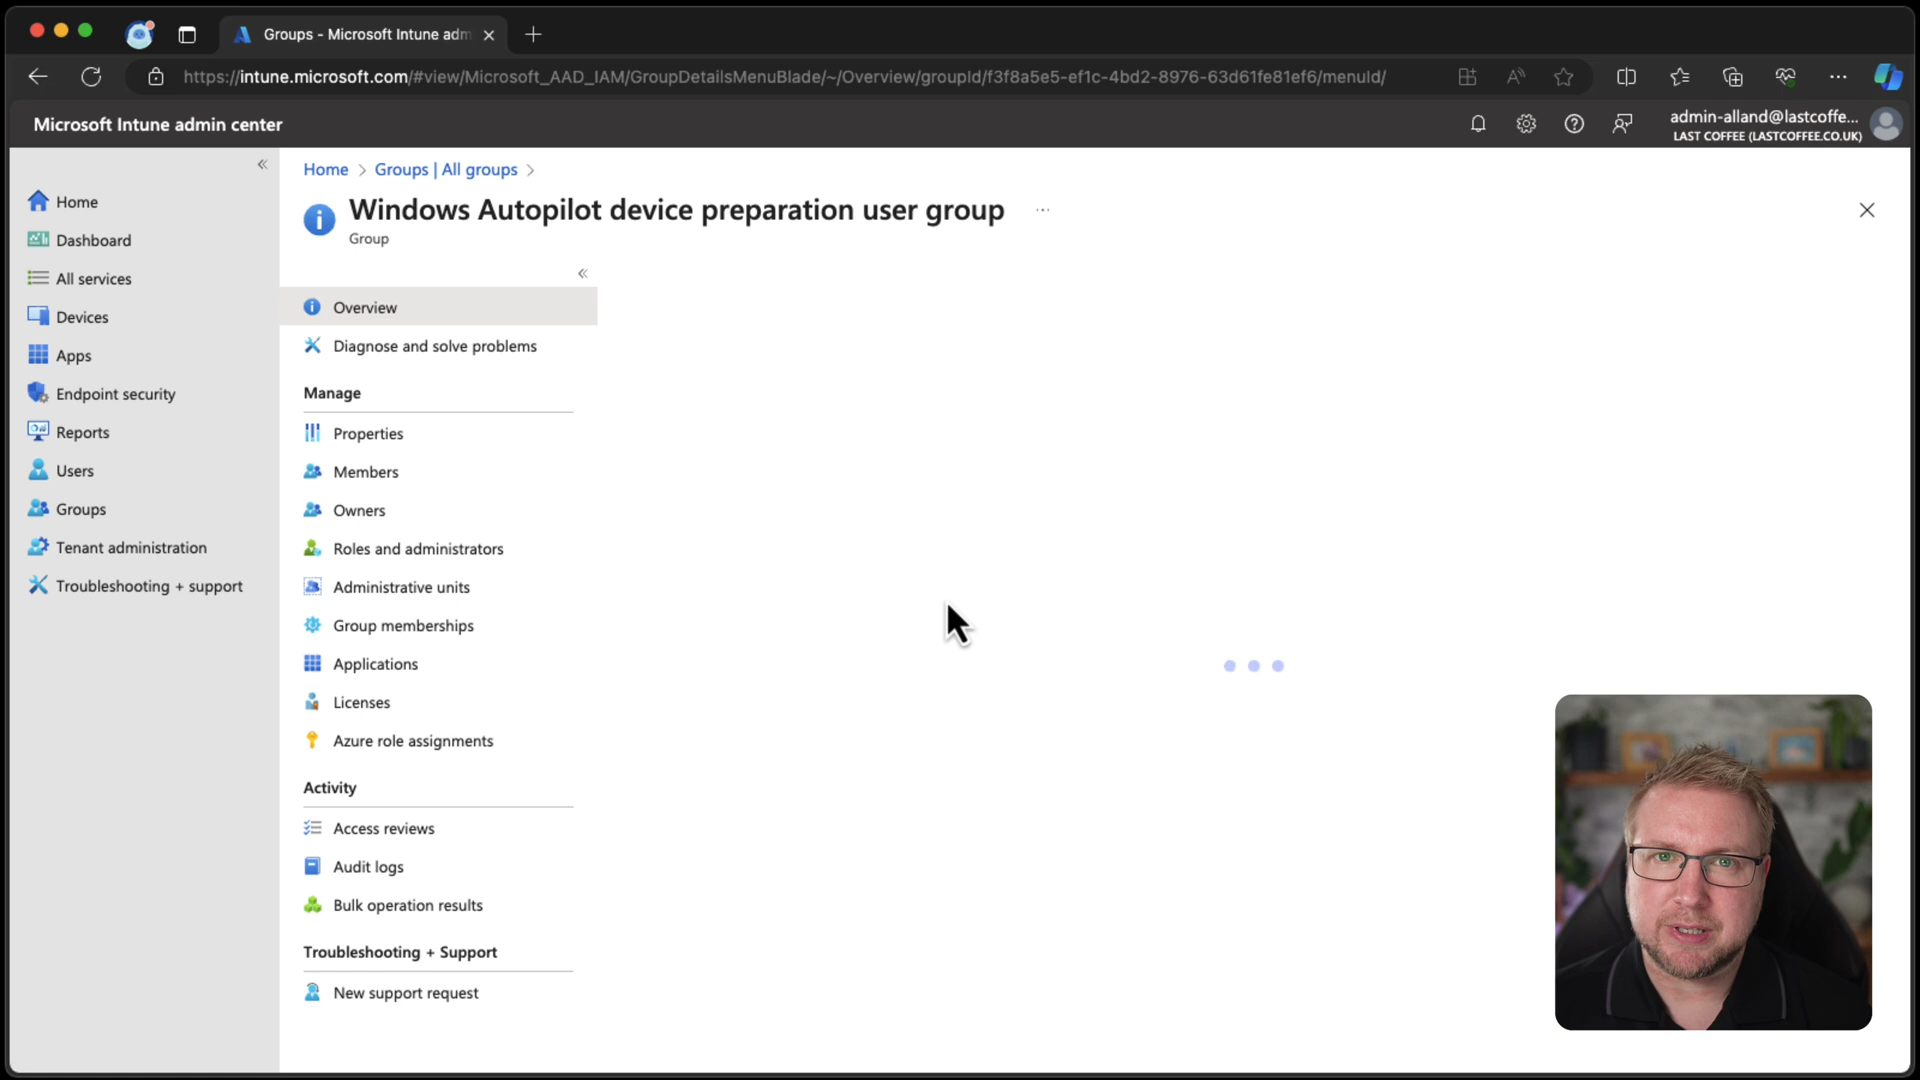 Groups - Microsoft Intune adm
https://intune.microsoft.com/#view/Microsoft_AAD_IAM/GroupDetailsMenuBlade/~/Overview/groupId/f3f8a5e5-ef1c-4bd2-8976-63d61fe81ef6/menuId/
Microsoft Intune admin center
admin-alland@lastcoffe...
LAST COFFEE (LASTCOFFEE.CO.UK)
Home
Dashboard
All services
Devices
Apps
Endpoint security
Reports
Users
Groups
Tenant administration
Troubleshooting + support
Home > Groups | All groups >
Windows Autopilot device preparation user group ...
Group
Overview
Diagnose and solve problems
Manage
Properties
Members
Owners
Roles and administrators
Administrative units
Group memberships
Applications
Licenses
Azure role assignments
Activity
Access reviews
Audit logs
Bulk operation results
Troubleshooting + Support
New support request